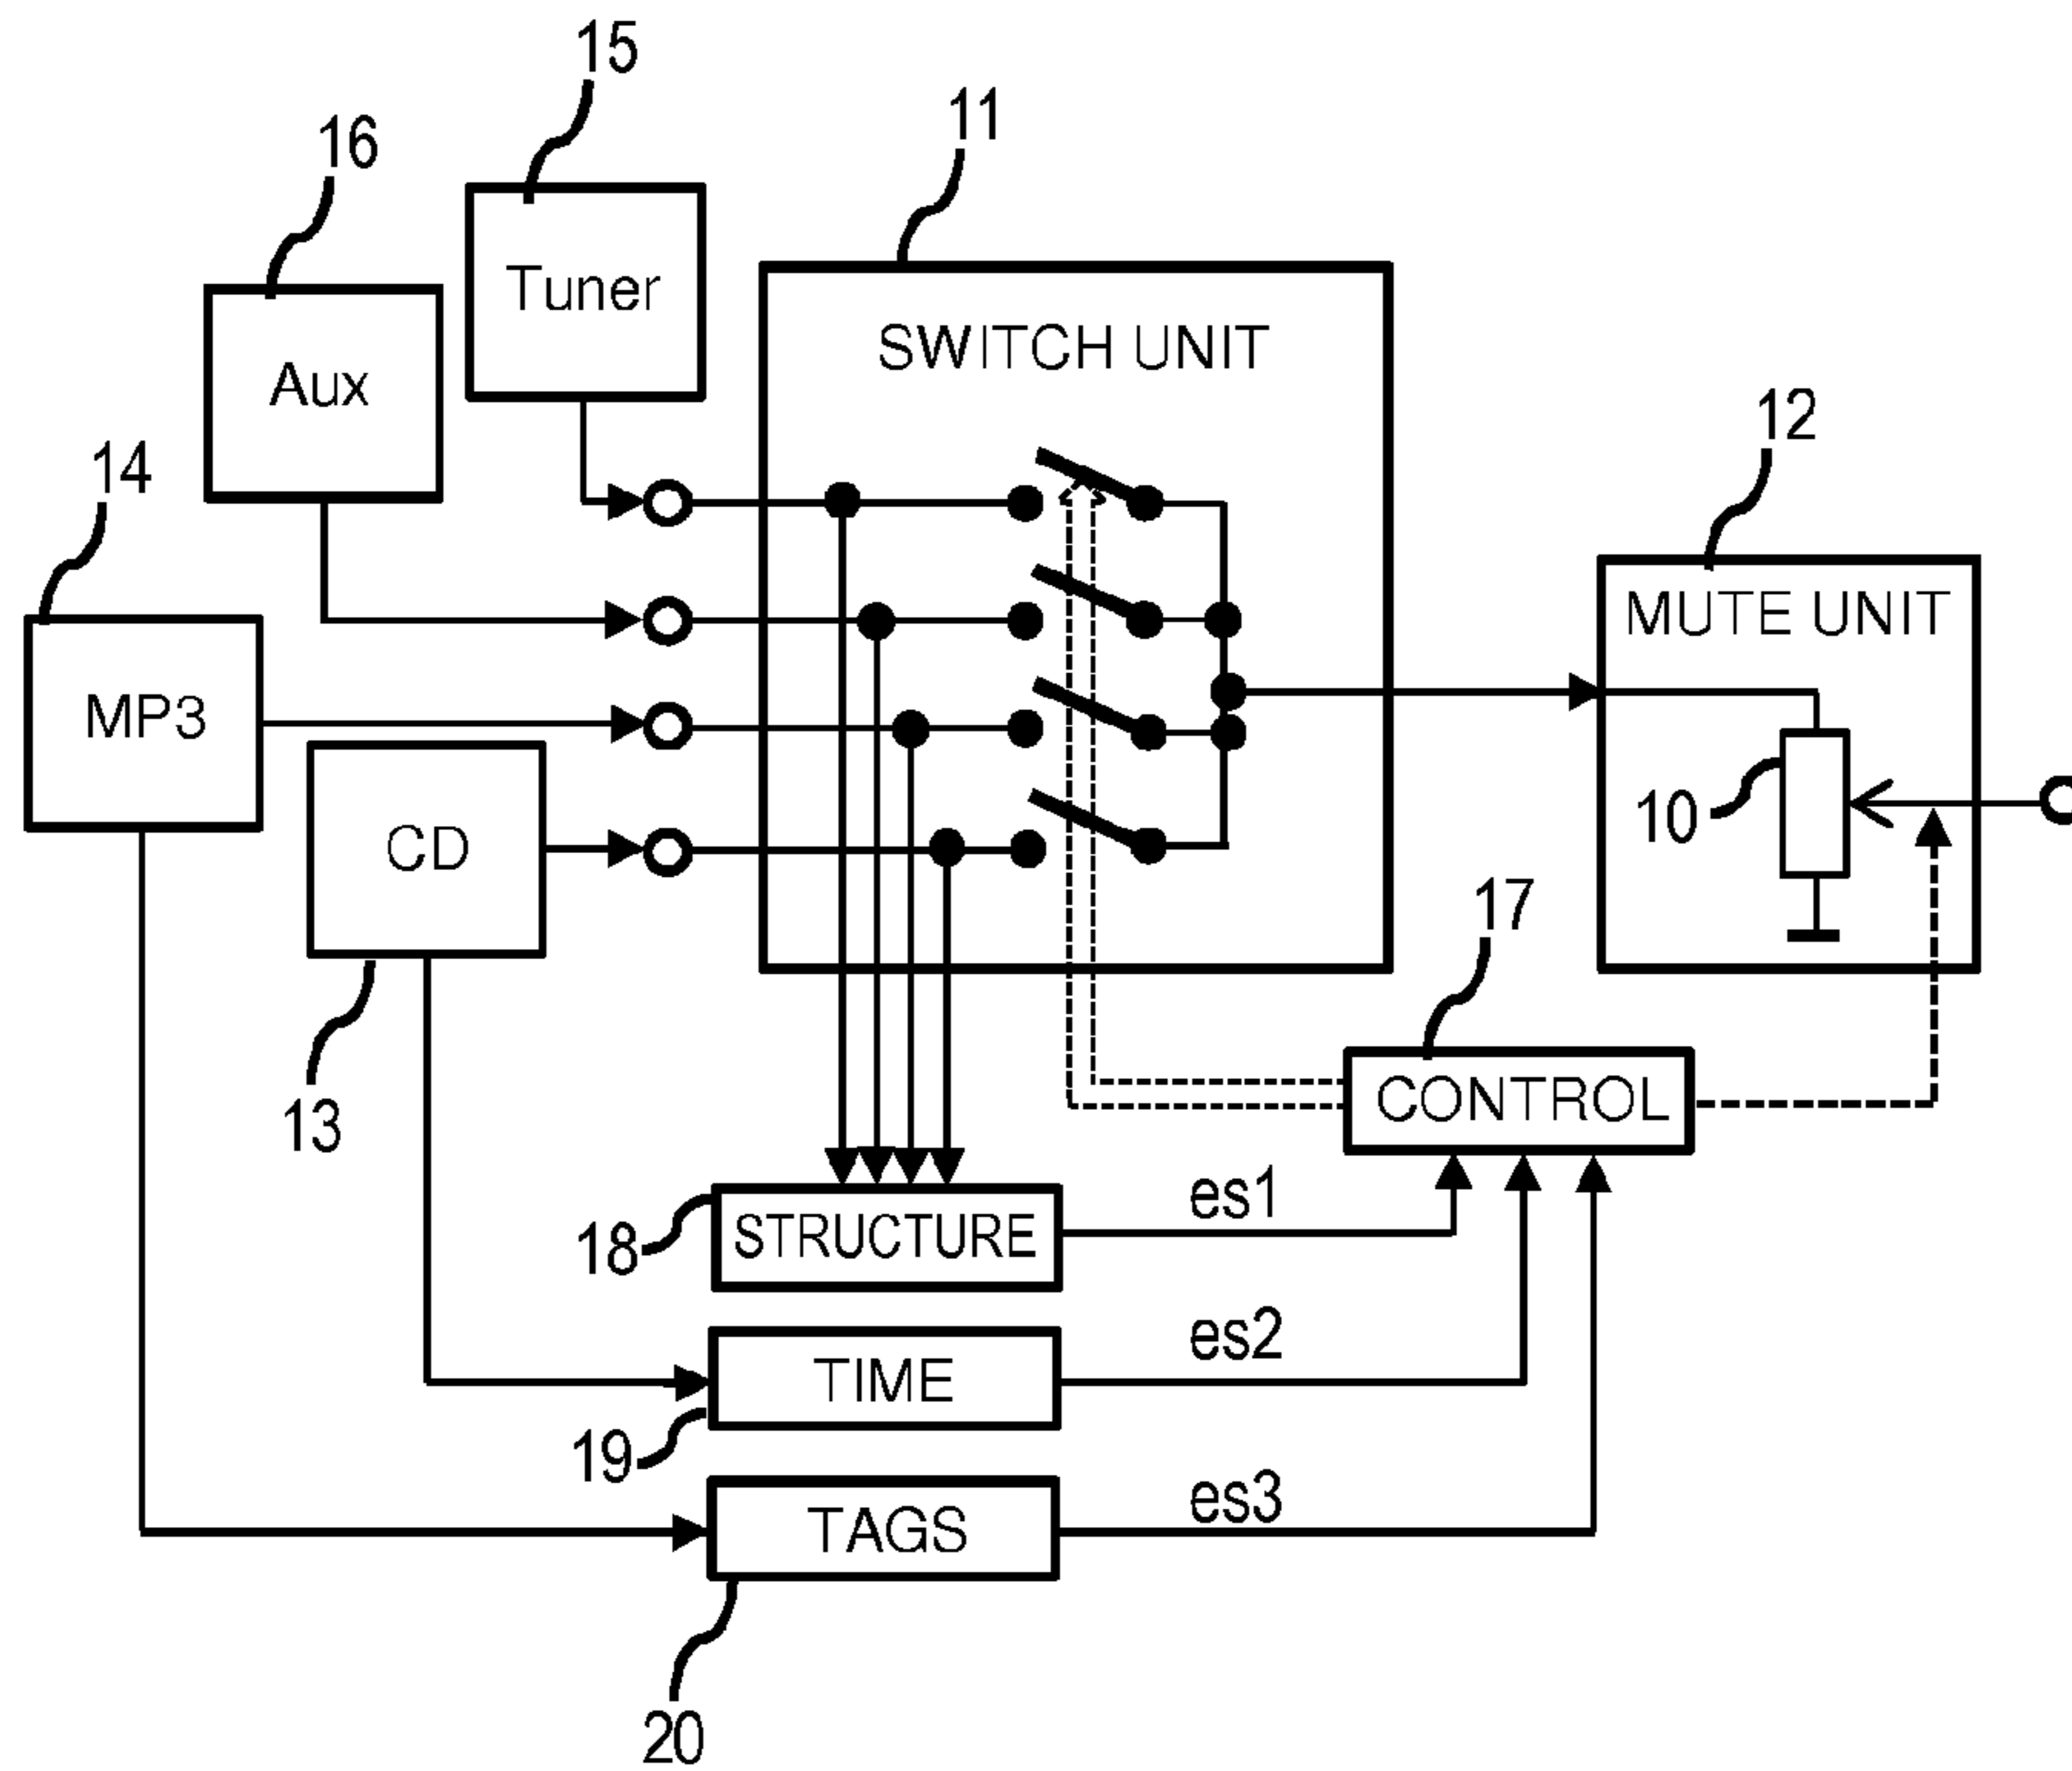 15
11
16
Tuner
SWITCH UNIT
Aux
12
14
MUTE UNIT
MP3
10
CD
17
CONTROL
13
es1
18
STRUCTURE
es2
TIME
19
es3
TAGS
20